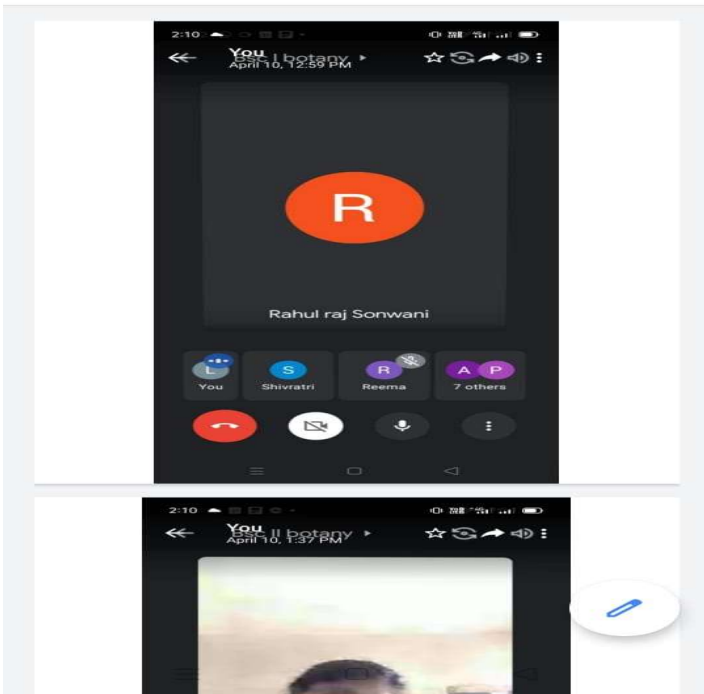 2:10
You
Bsc I botany
April 10, 12:59 PM
R
Rahul raj Sonwani
L S R A P
You Shivratri Reema 7 others
2:10
You
Bsc II botany
April 10, 1:37 PM